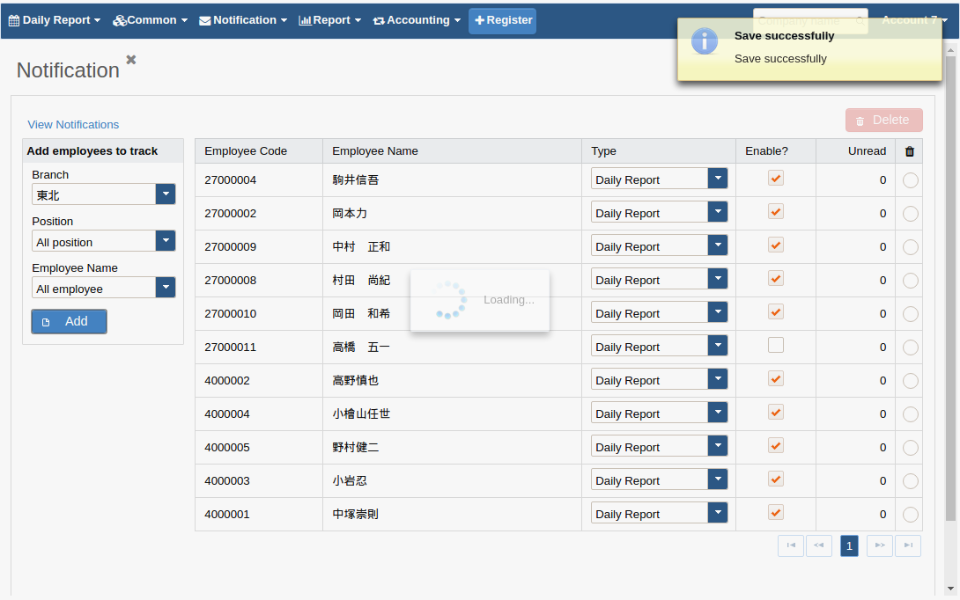 Daily Report
Common
Notification
Report
Accounting
Register
Account 7
Save successfully
Save successfully
Notification
View Notifications
Delete
Add employees to track
Branch
東北
Position
All position
Employee Name
All employee
Add
Employee Code Employee Name Type Enable? Unread
27000004 駒井信吾 Daily Report 0
27000002 岡本力 Daily Report 0
27000009 中村 正和 Daily Report 0
27000008 村田 尚紀 Daily Report 0
27000010 岡田 和希 Daily Report 0
27000011 高橋 五一 Daily Report 0
4000002 高野慎也 Daily Report 0
4000004 小檜山任世 Daily Report 0
4000005 野村健二 Daily Report 0
4000003 小岩忍 Daily Report 0
4000001 中塚崇則 Daily Report 0
Loading...
1